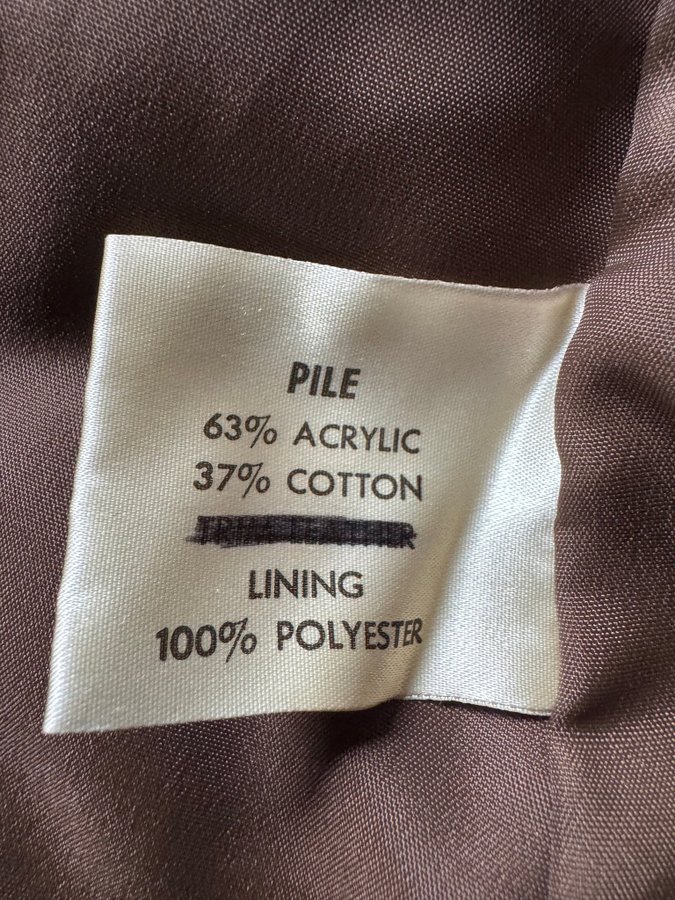 PILE
63% ACRYLIC
37% COTTON
LINING
100% POLYESTER